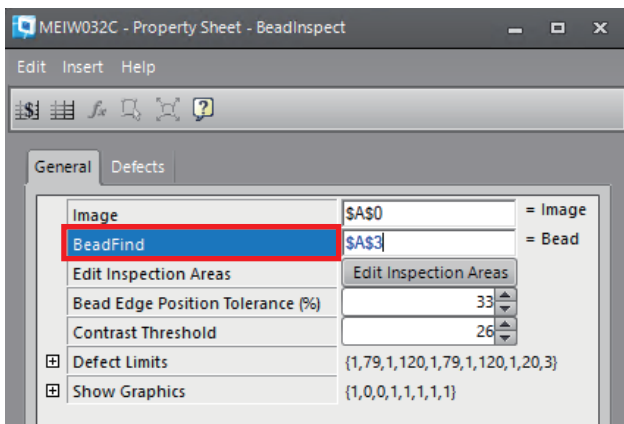 MEIW032C - Property Sheet - BeadInspect
Edit Insert Help
General Defects
Image $A$0 = Image
BeadFind $A$3 = Bead
Edit Inspection Areas Edit Inspection Areas
Bead Edge Position Tolerance (%) 33
Contrast Threshold 26
Defect Limits {1,79,1,120,1,79,1,120,1,20,3}
Show Graphics {1,0,0,1,1,1,1,1}